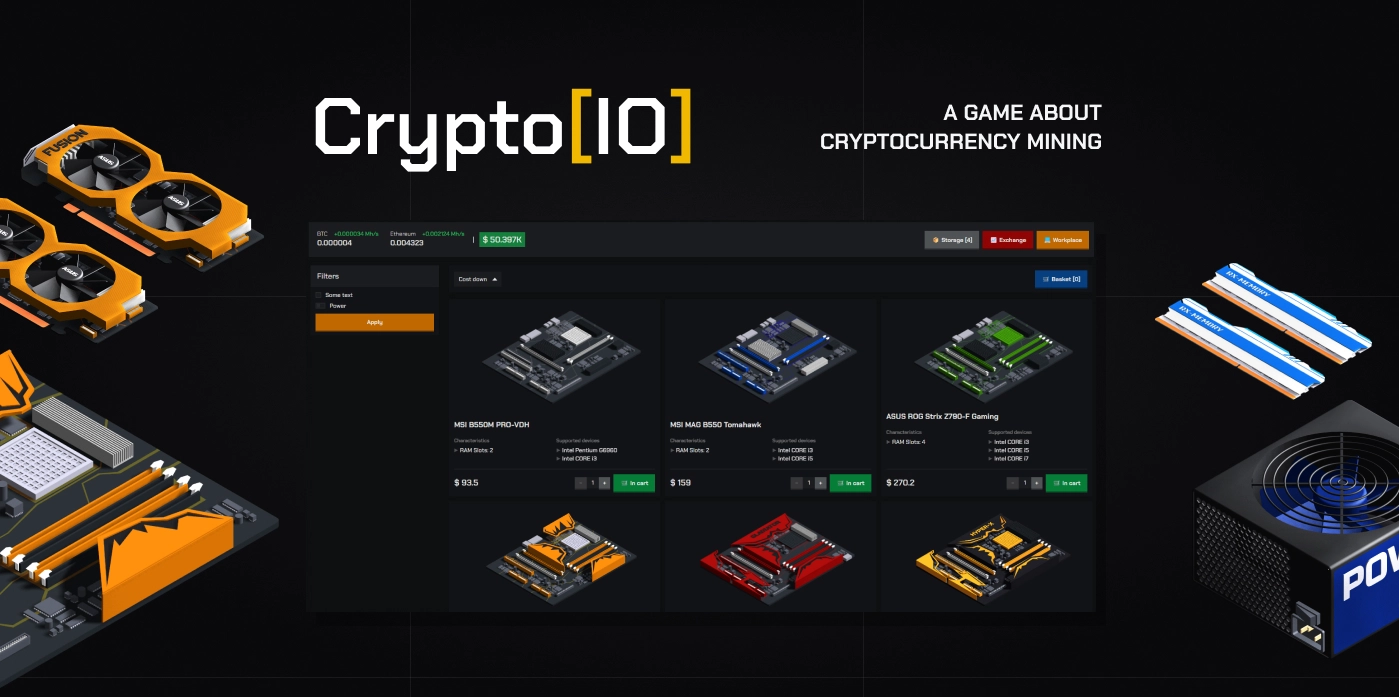 Crypto[IO]
A GAME ABOUT
CRYPTOCURRENCY MINING
FUSION
ASUS
ASUS
ASUS
RX-MEMORY
RX-MEMORY
BTC +0.000034 Mh/s
0.000004
Ethereum +0.002124 Mh/s
0.004323
$ 50.397K
Storage [4]
Exchange
Workplace
Filters
Some text
Power
Apply
Cost down
Basket [0]
MSI B550M PRO-VDH
Characteristics
RAM Slots: 2
Supported devices
Intel Pentium G6960
Intel CORE i3
$ 93.5
- 1 +
In cart
MSI MAG B550 Tomahawk
Characteristics
RAM Slots: 2
Supported devices
Intel CORE i3
Intel CORE i5
$ 159
- 1 +
In cart
ASUS ROG Strix Z790-F Gaming
Characteristics
RAM Slots: 4
Supported devices
Intel CORE i3
Intel CORE i5
Intel CORE i7
$ 270.2
- 1 +
In cart
HYPER-X
POW